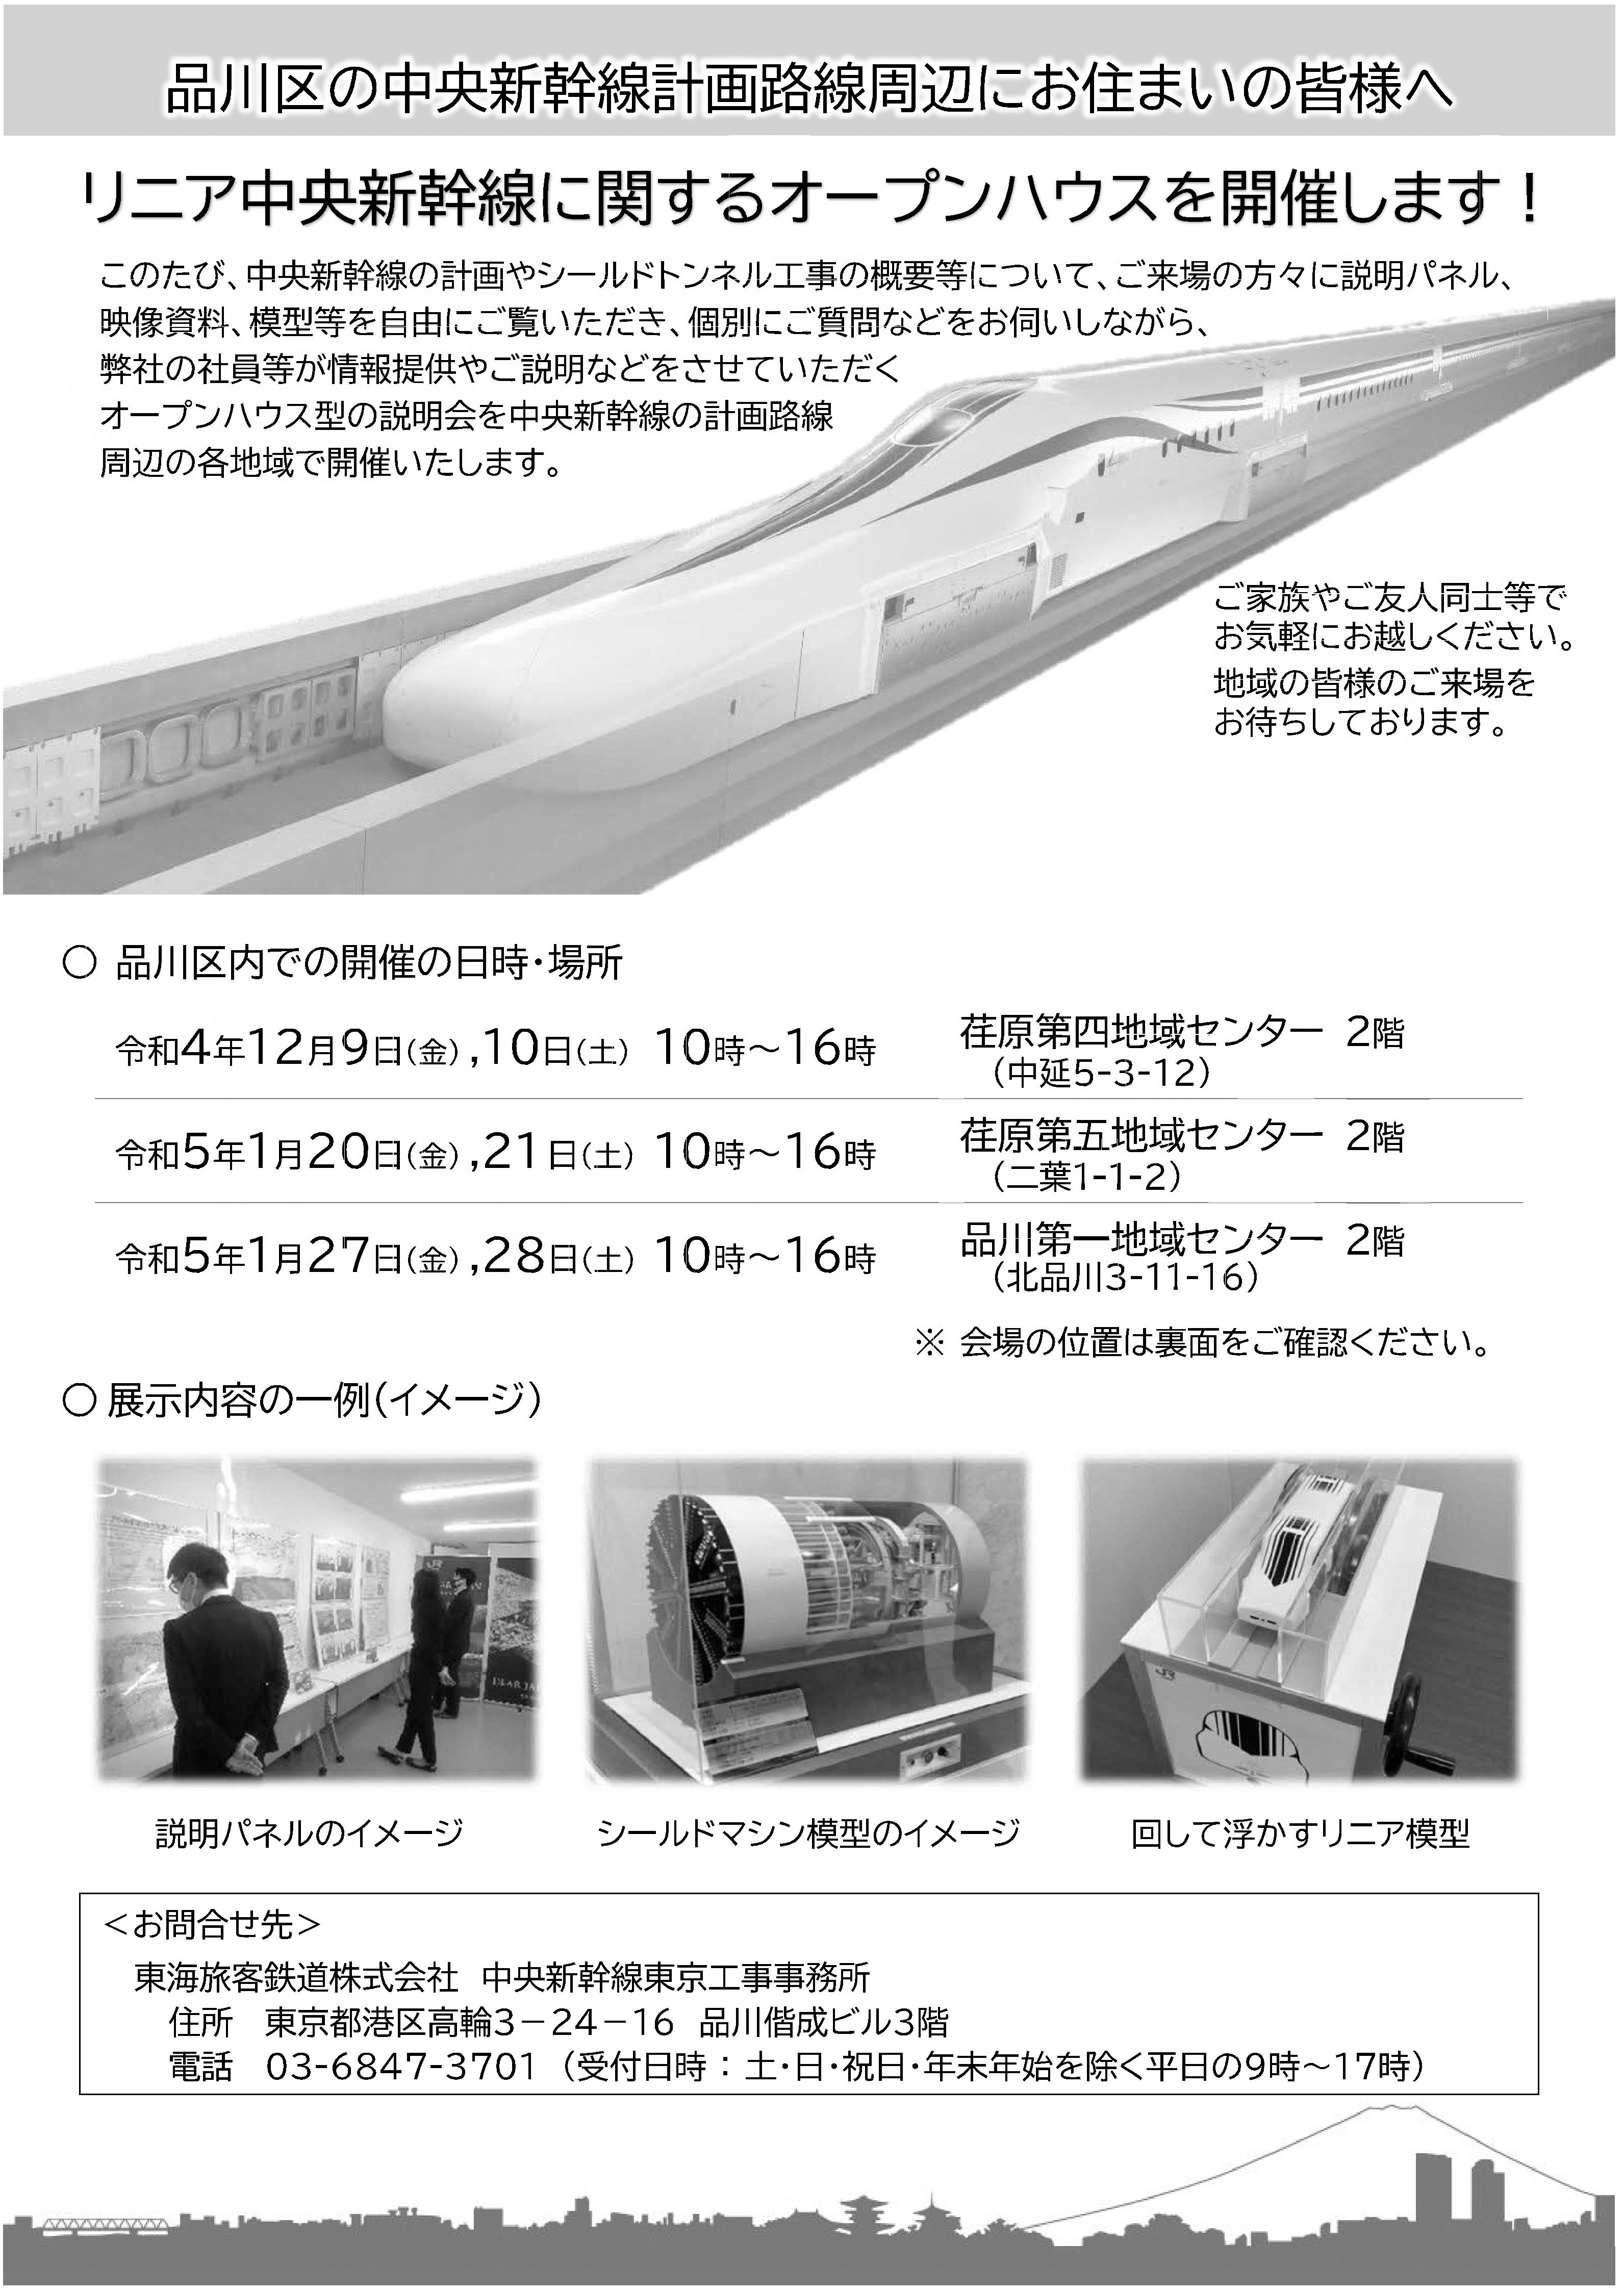 品川区の中央新幹線計画路線周辺にお住まいの皆様へ
リニア中央新幹線に関するオープンハウスを開催します！
このたび、中央新幹線の計画やシールドトンネル工事の概要等について、ご来場の方々に説明パネル、
映像資料、模型等を自由にご覧いただき、個別にご質問などをお伺いしながら、
弊社の社員等が情報提供やご説明などをさせていただく
オープンハウス型の説明会を中央新幹線の計画路線
周辺の各地域で開催いたします。
ご家族やご友人同士等で
お気軽にお越しください。
地域の皆様のご来場を
お待ちしております。
○ 品川区内での開催の日時・場所
令和4年12月9日(金),10日(土) 10時～16時 荏原第四地域センター 2階
（中延5-3-12）
令和5年1月20日(金),21日(土) 10時～16時 荏原第五地域センター 2階
（二葉1-1-2）
令和5年1月27日(金),28日(土) 10時～16時 品川第一地域センター 2階
（北品川3-11-16）
※ 会場の位置は裏面をご確認ください。
○ 展示内容の一例（イメージ）
JR
JR
説明パネルのイメージ
シールドマシン模型のイメージ
回して浮かすリニア模型
＜お問合せ先＞
東海旅客鉄道株式会社 中央新幹線東京工事事務所
住所 東京都港区高輪3－24－16 品川偕成ビル3階
電話 03-6847-3701（受付日時：土・日・祝日・年末年始を除く平日の9時～17時）